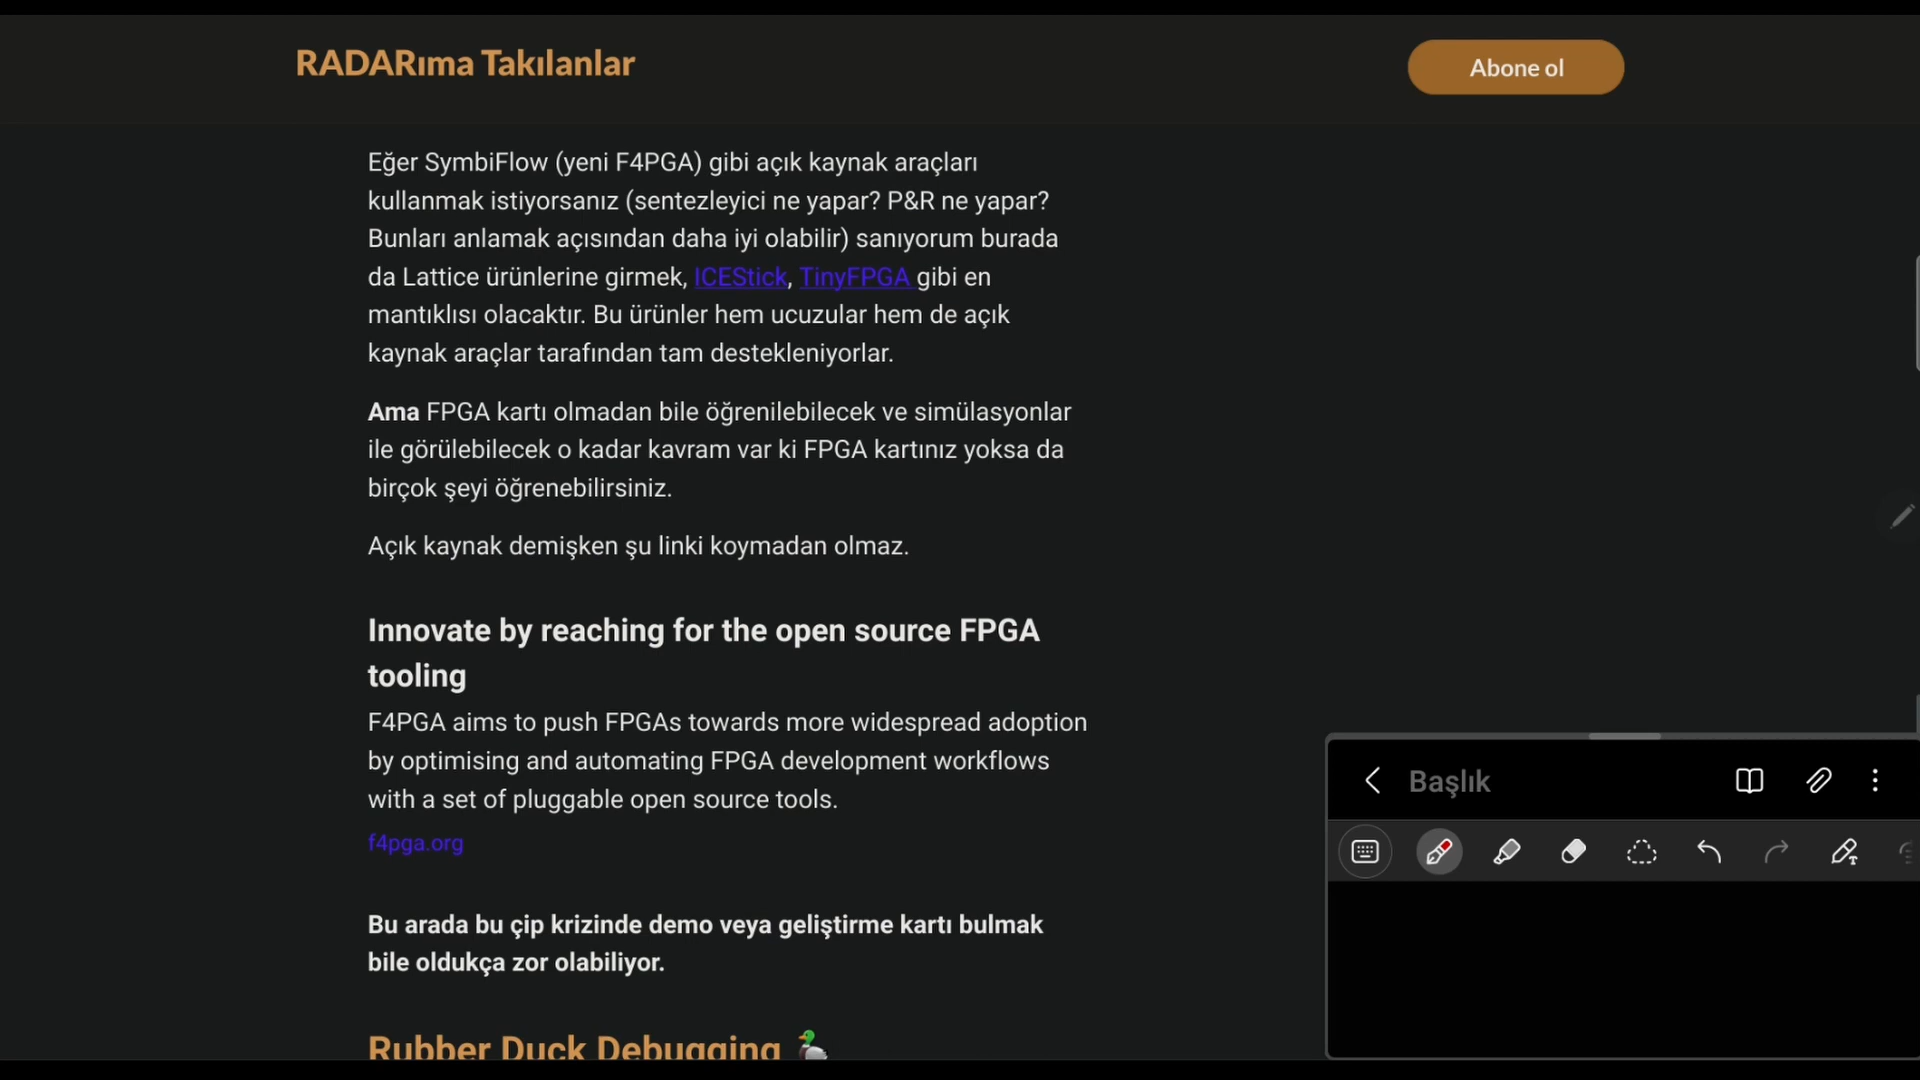 RADARıma Takılanlar
Abone ol
Eğer SymbiFlow (yeni F4PGA) gibi açık kaynak araçları
kullanmak istiyorsanız (sentezleyici ne yapar? P&R ne yapar?
Bunları anlamak açısından daha iyi olabilir) sanıyorum burada
da Lattice ürünlerine girmek, ICEStick, TinyFPGA gibi en
mantıklısı olacaktır. Bu ürünler hem ucuzular hem de açık
kaynak araçlar tarafından tam destekleniyorlar.
Ama FPGA kartı olmadan bile öğrenilebilecek ve simülasyonlar
ile görülebilecek o kadar kavram var ki FPGA kartınız yoksa da
birçok şeyi öğrenebilirsiniz.
Açık kaynak demişken şu linki koymadan olmaz.
Innovate by reaching for the open source FPGA
tooling
F4PGA aims to push FPGAs towards more widespread adoption
by optimising and automating FPGA development workflows
with a set of pluggable open source tools.
f4pga.org
Bu arada bu çip krizinde demo veya geliştirme kartı bulmak
bile oldukça zor olabiliyor.
Rubber Duck Debugging
Başlık